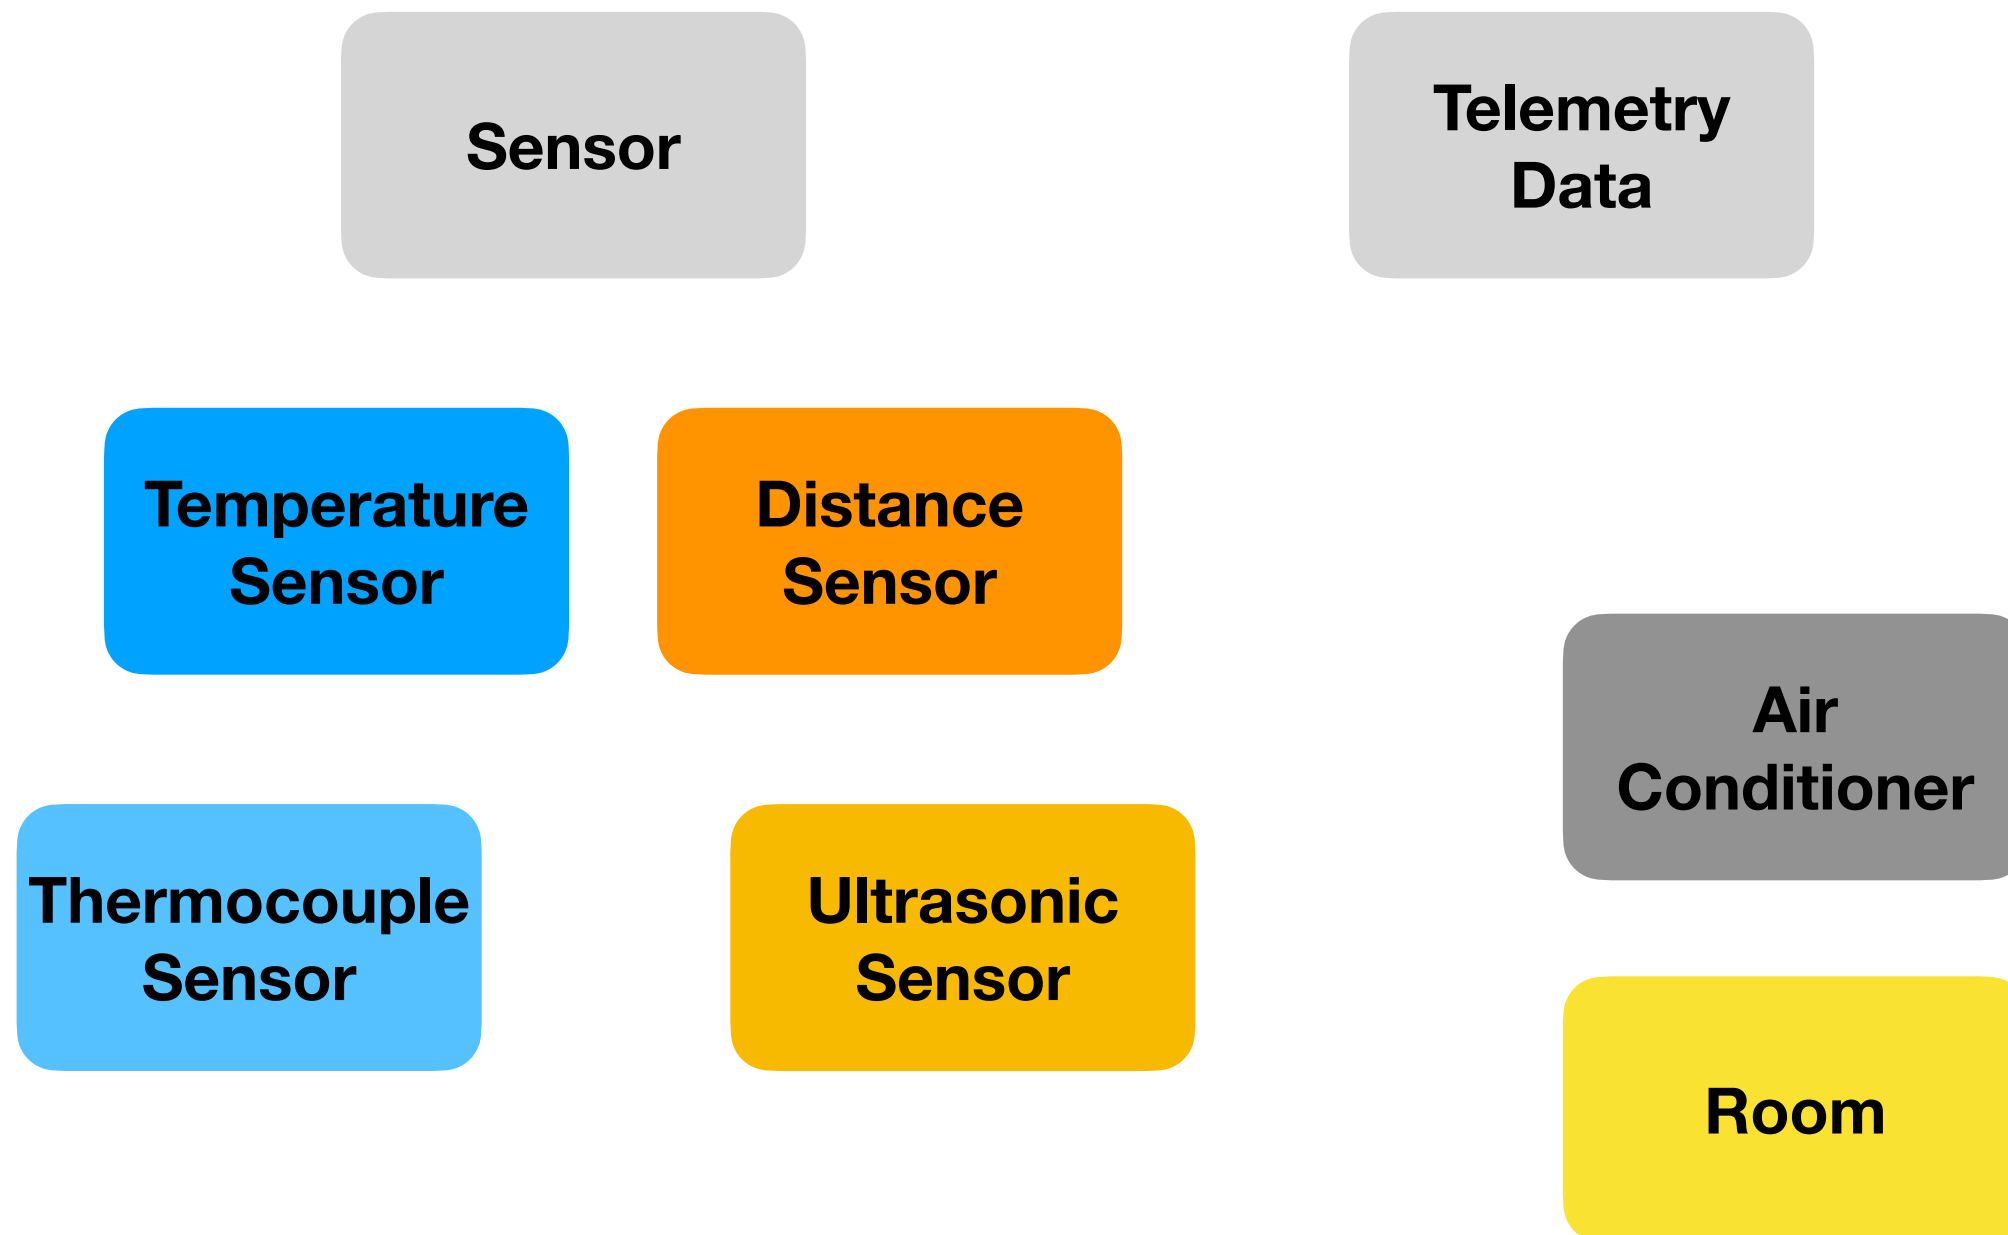 Sensor
Telemetry
Data
Temperature
Sensor
Distance
Sensor
Air
Conditioner
Thermocouple
Sensor
Ultrasonic
Sensor
Room